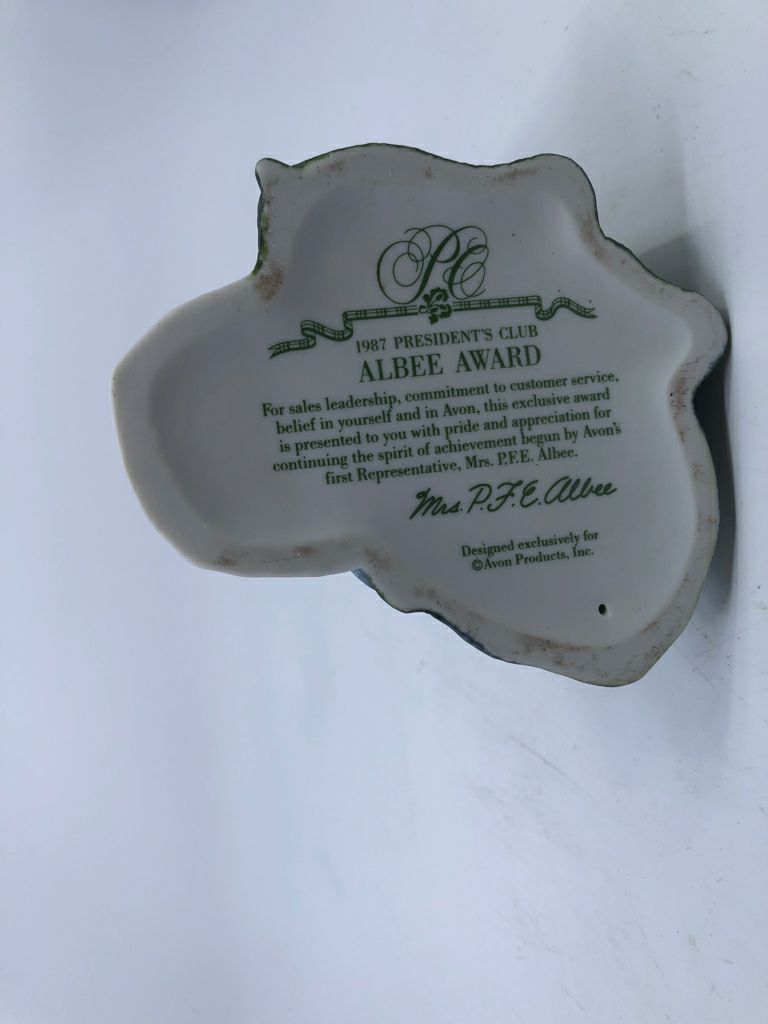 PC
1987 PRESIDENT'S CLUB
ALBEE AWARD
For sales leadership, commitment to customer service,
belief in yourself and in Avon, this exclusive award
is presented to you with pride and appreciation for
continuing the spirit of achievement begun by Avon's
first Representative, Mrs. P.F.E. Albee.
Mrs. P.F.E. Albee
Designed exclusively for
©Avon Products, Inc.